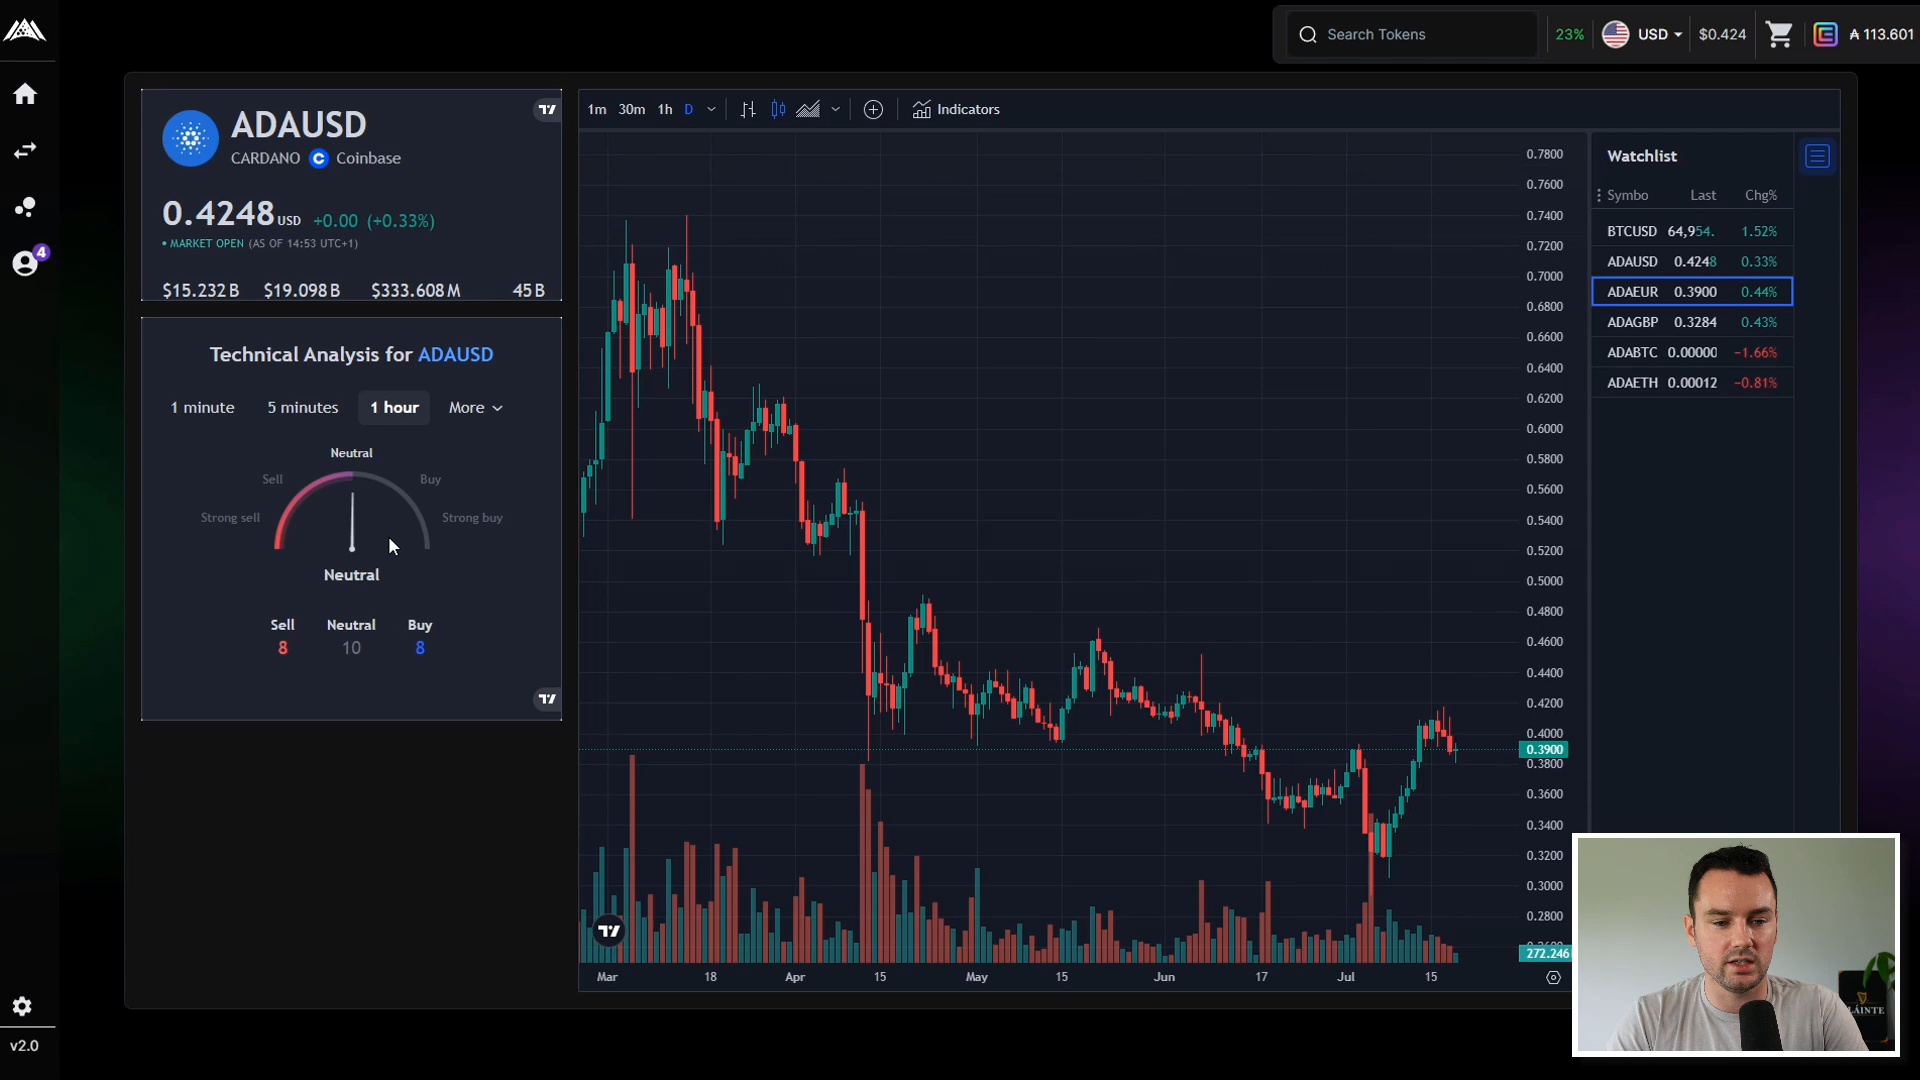 Search Tokens
23%
USD
$0.424
₳ 113.601
4
v2.0
ADAUSD
CARDANO Coinbase
0.4248 USD +0.00 (+0.33%)
• MARKET OPEN (AS OF 14:53 UTC+1)
$15.232B $19.098B $333.608M 45B
Technical Analysis for ADAUSD
1 minute 5 minutes 1 hour More
Neutral
Sell Buy
Strong sell Strong buy
Neutral
Sell Neutral Buy
8 10 8
1m 30m 1h D Indicators
0.7800
0.7600
0.7400
0.7200
0.7000
0.6800
0.6600
0.6400
0.6200
0.6000
0.5800
0.5600
0.5400
0.5200
0.5000
0.4800
0.4600
0.4400
0.4200
0.4000
0.3900
0.3800
0.3600
0.3400
0.3200
0.3000
0.2800
272.246
Mar 18 Apr 15 May 15 Jun 17 Jul 15
Watchlist
Symbo Last Chg%
BTCUSD 64,954. 1.52%
ADAUSD 0.4248 0.33%
ADAEUR 0.3900 0.44%
ADAGBP 0.3284 0.43%
ADABTC 0.00000 −1.66%
ADAETH 0.00012 −0.81%
LÁINTE